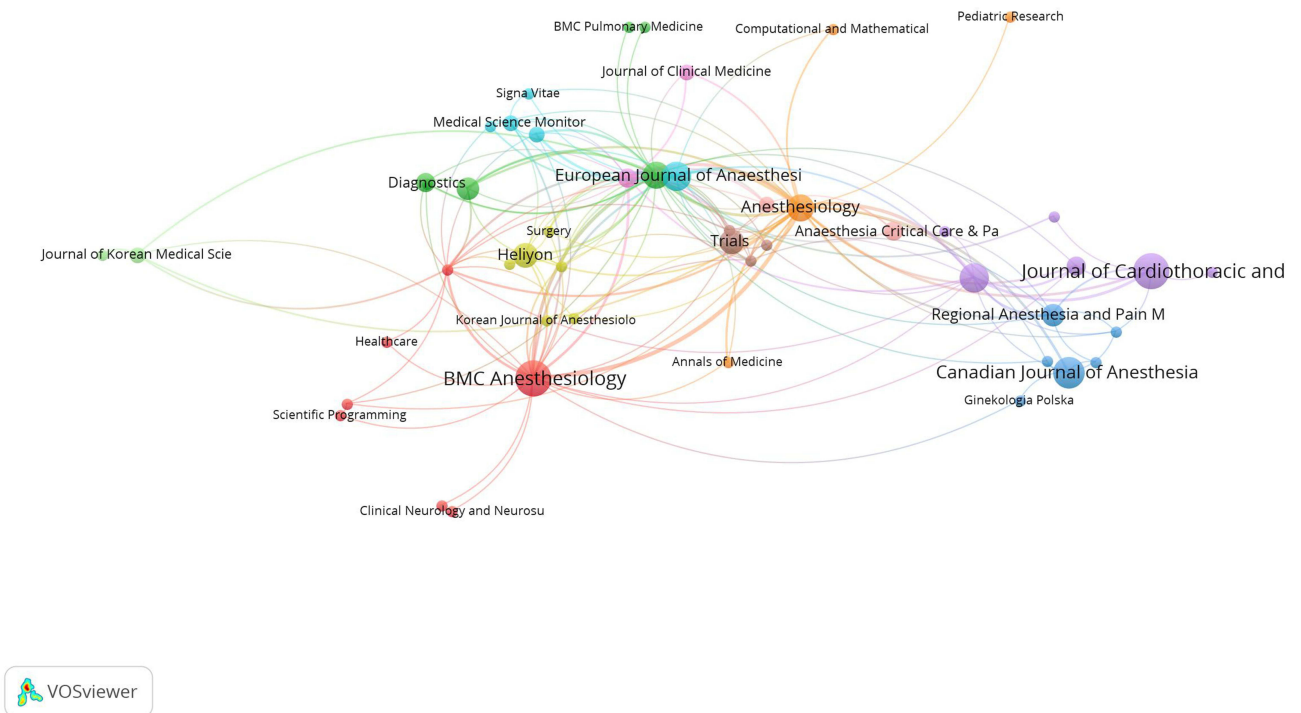 Pediatric Research
BMC Pulmonary Medicine
Computational and Mathematical
Journal of Clinical Medicine
Signa Vitae
Medical Science Monitor
European Journal of Anaesthesi
Diagnostics
Anesthesiology
Surgery
Anaesthesia Critical Care & Pa
Trials
Journal of Korean Medical Scie
Heliyon
Journal of Cardiothoracic and
Regional Anesthesia and Pain M
Korean Journal of Anesthesiolo
Healthcare
Annals of Medicine
Canadian Journal of Anesthesia
BMC Anesthesiology
Ginekologia Polska
Scientific Programming
Clinical Neurology and Neurosu
VOSviewer